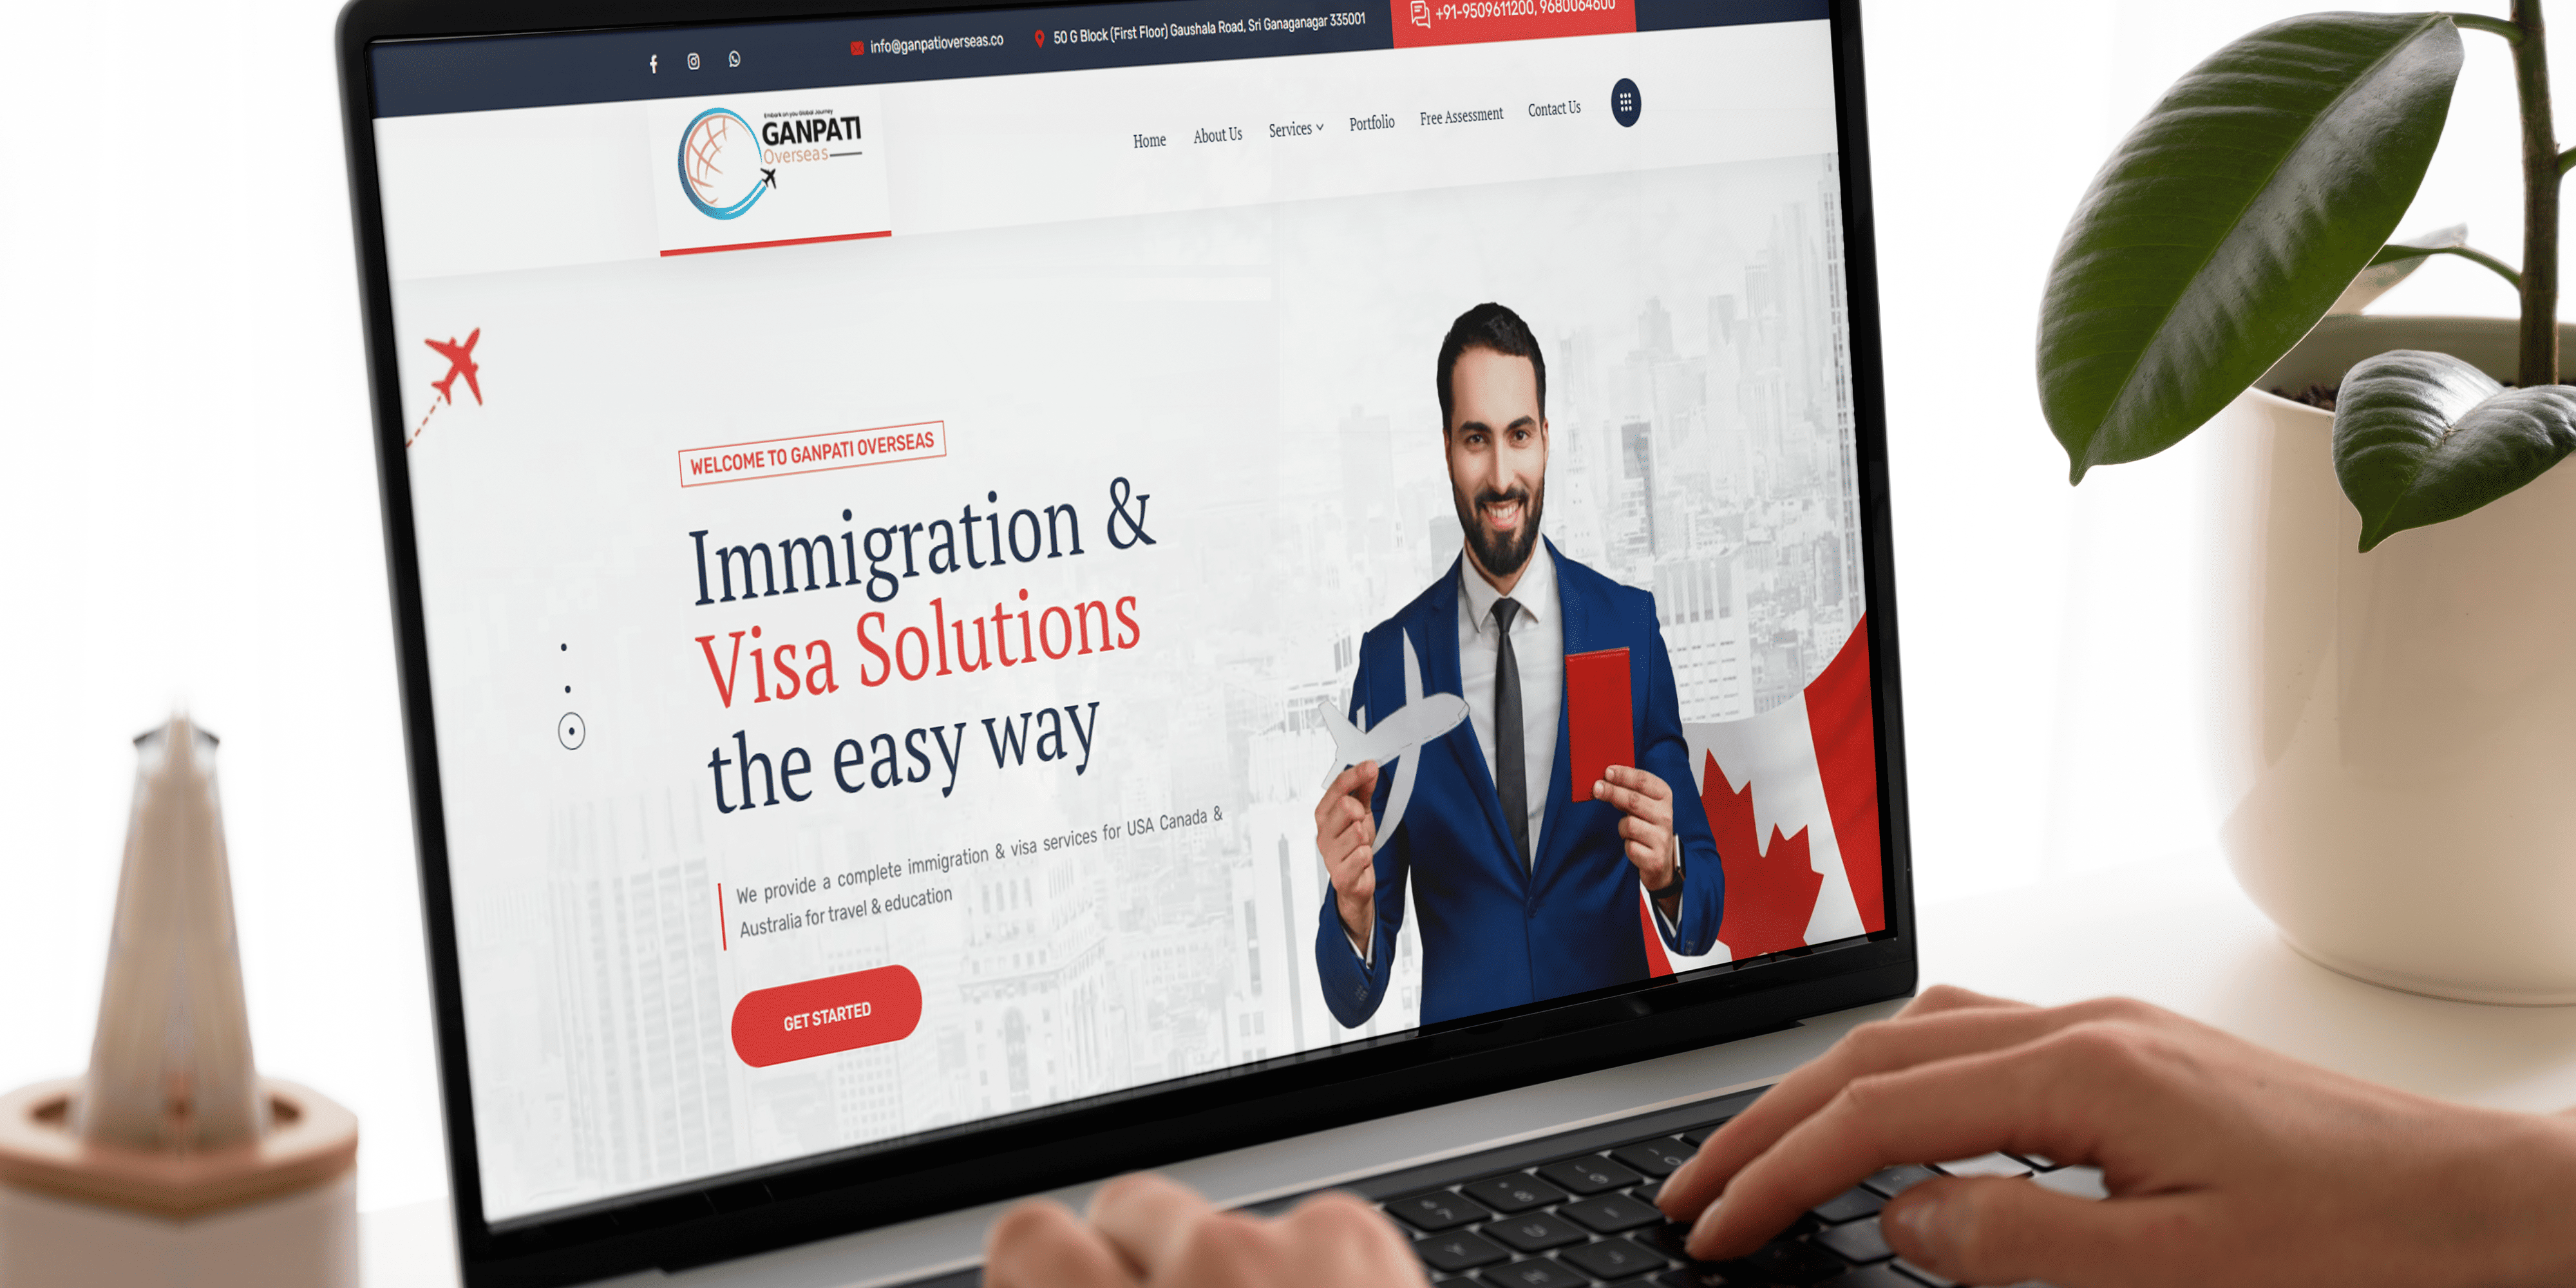 info@ganpatioverseas.co
50 G Block (First Floor) Gaushala Road, Sri Ganaganagar 335001
+91-9509611200, 9680064600
Embark on you Global Journey
GANPATI
Overseas
Home
About Us
Services
Portfolio
Free Assessment
Contact Us
WELCOME TO GANPATI OVERSEAS
Immigration &
Visa Solutions
the easy way
We provide a complete immigration & visa services for USA Canada &
Australia for travel & education
GET STARTED